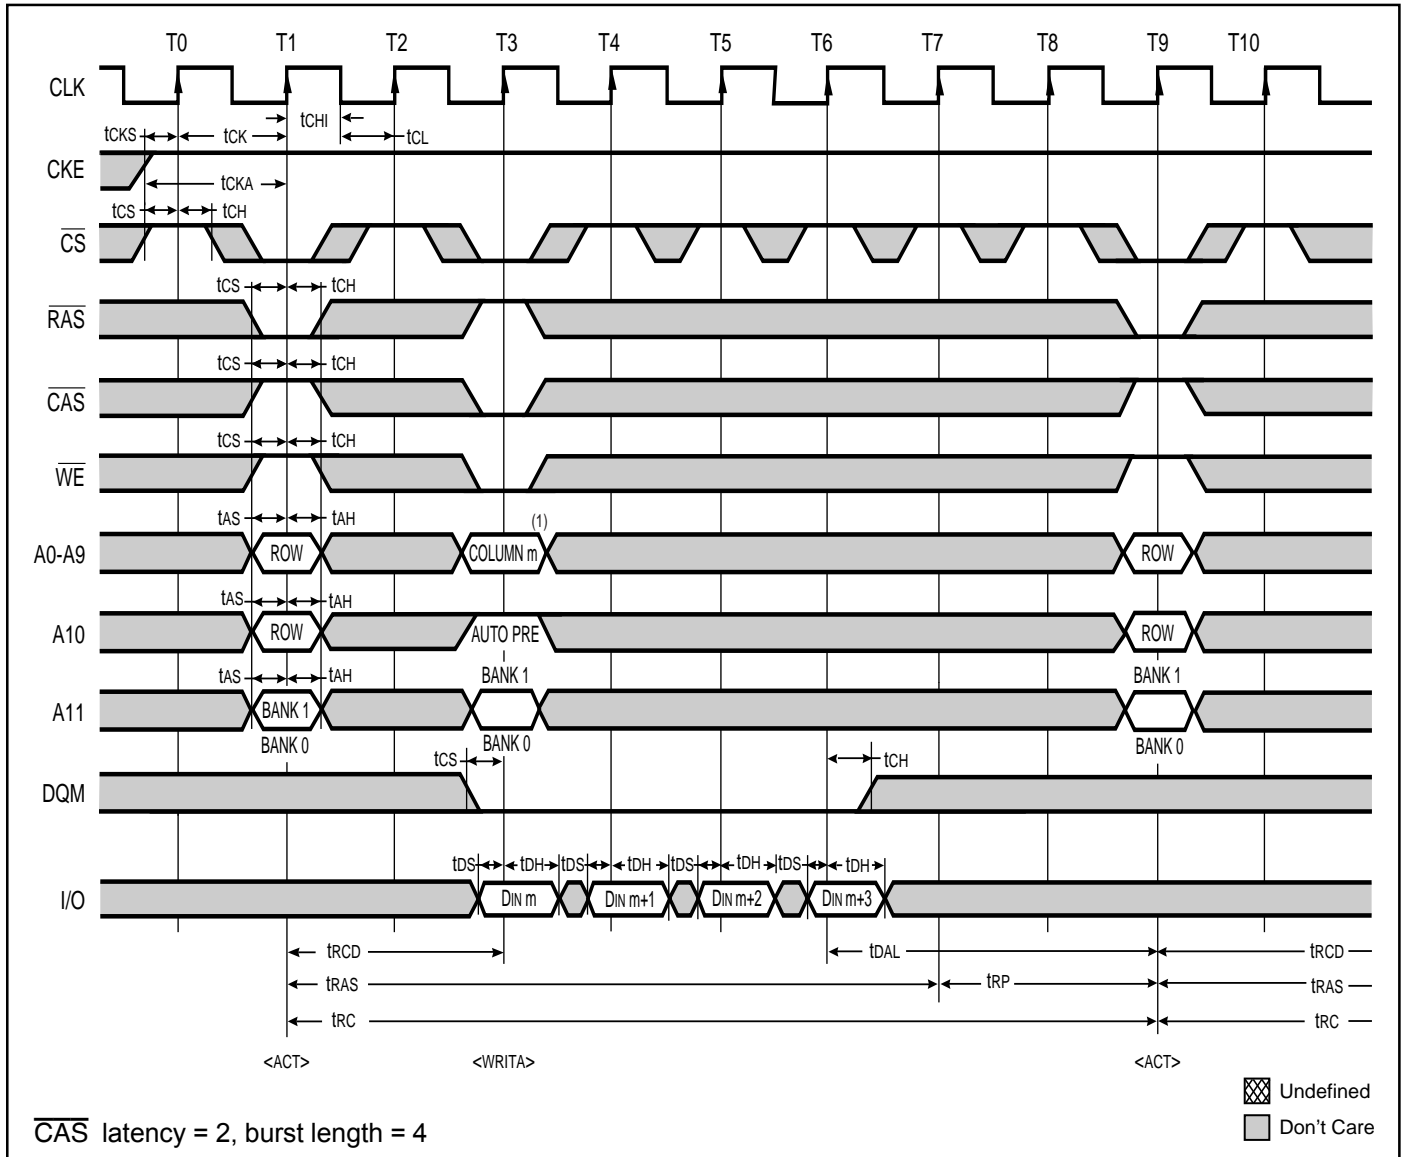 T0 T1 T2 T3 T4 T5 T6 T7 T8 T9 T10
CLK
tCHI
tCKS tCK tCL
CKE
tCKA
tCS tCH
CS
tCS tCH
RAS
tCS tCH
CAS
tCS tCH
WE
tAS tAH (1)
A0-A9 ROW COLUMN m ROW
tAS tAH
A10 ROW AUTO PRE ROW
tAS tAH BANK 1 BANK 1
A11 BANK 1
BANK 0 BANK 0 BANK 0
tCS tCH
DQM
tDS tDH tDS tDH tDS tDH tDS tDH
I/O DIN m DIN m+1 DIN m+2 DIN m+3
tRCD tDAL tRCD
tRAS tRP tRAS
tRC tRC
<ACT> <WRITA> <ACT>
Undefined
CAS latency = 2, burst length = 4 Don't Care